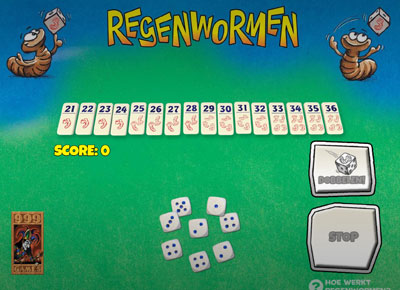 REGENWORMEN
21 22 23 24 25 26 27 28 29 30 31 32 33 34 35 36
SCORE: 0
DOBBELEN!
STOP
999
GAMES
HOE WERKT
REGENWORMEN?